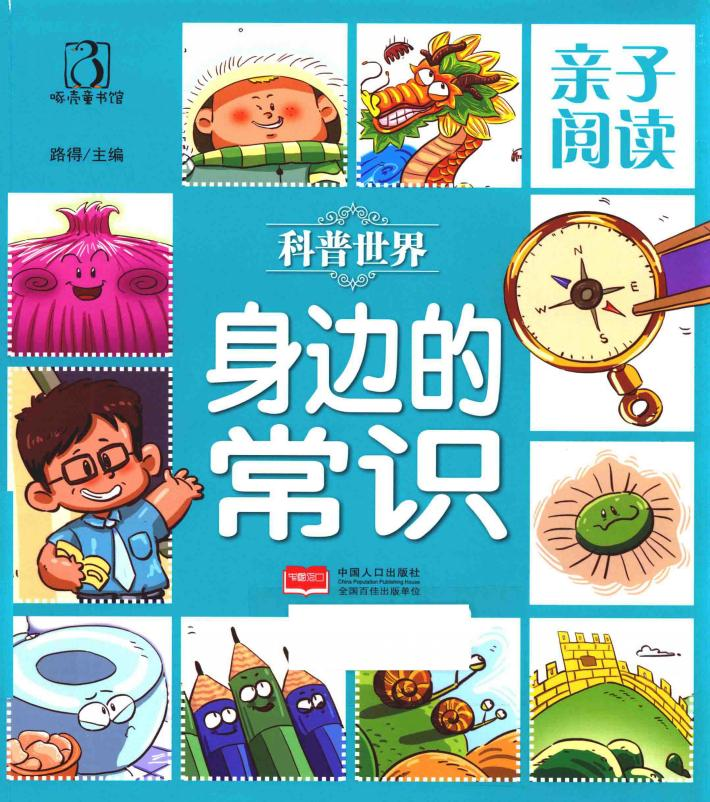 啄壳童书馆
路得/主编
亲子
阅读
科普世界
身边的
常识
N
E
S
W
中国人口出版社
China Population Publishing House
全国百佳出版单位